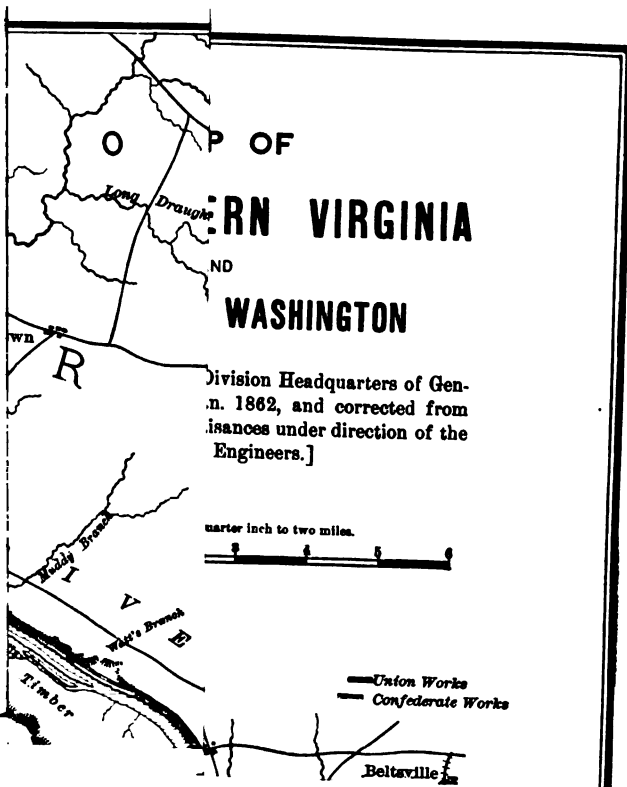 O
P OF
Long Draught
ERN VIRGINIA
ND
WASHINGTON
wn
R
Division Headquarters of Gen-
n. 1862, and corrected from
isances under direction of the
Engineers.]
uarter inch to two miles.
3 4 5 6
Muddy Branch
I V E
Watt's Branch
Timber
Union Works
Confederate Works
Beltsville